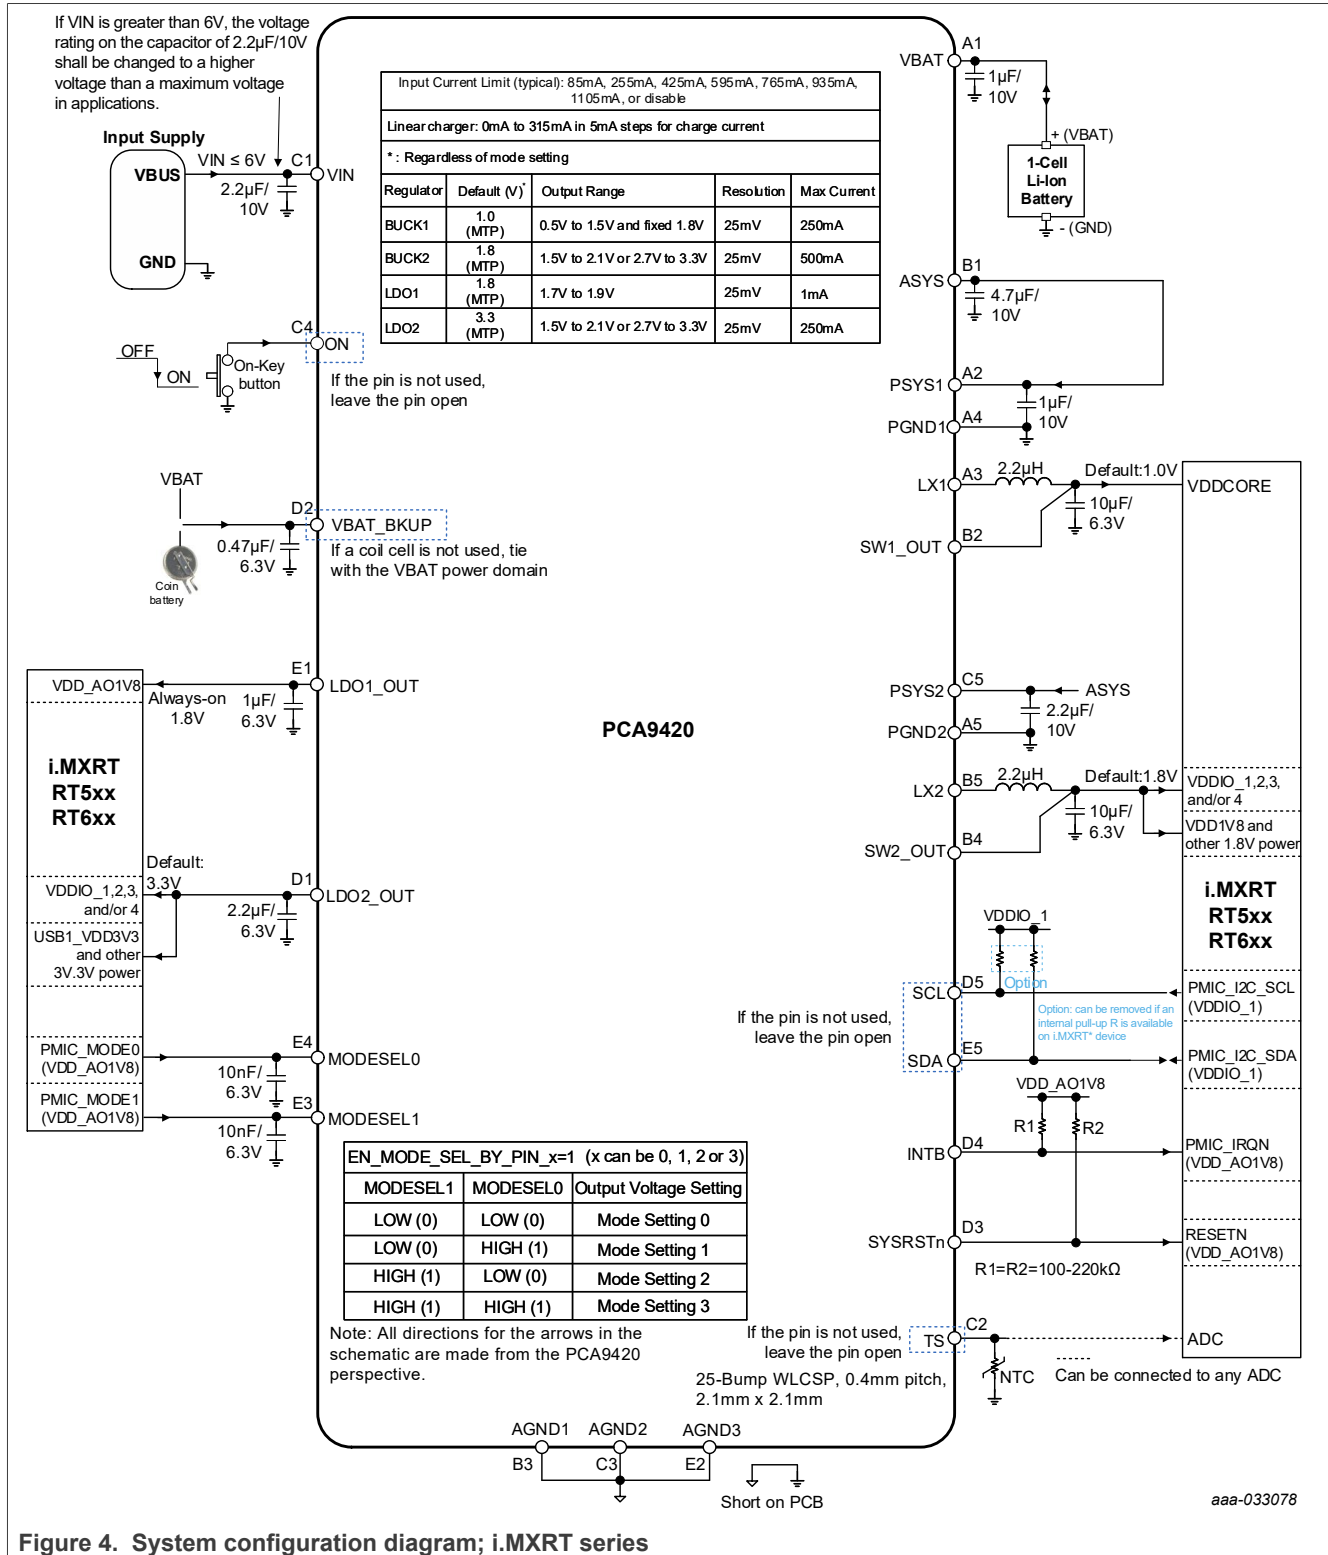 If VIN is greater than 6V, the voltage
rating on the capacitor of 2.2µF/10V
shall be changed to a higher
voltage than a maximum voltage
in applications.
Input Supply
VBUS
VIN ≤ 6V
C1
VIN
2.2µF/
10V
GND
Input Current Limit (typical): 85mA, 255mA, 425mA, 595mA, 765mA, 935mA,
1105mA, or disable
Linear charger: 0mA to 315mA in 5mA steps for charge current
* : Regardless of mode setting
Regulator Default (V)* Output Range Resolution Max Current
BUCK1 1.0 (MTP) 0.5V to 1.5V and fixed 1.8V 25mV 250mA
BUCK2 1.8 (MTP) 1.5V to 2.1V or 2.7V to 3.3V 25mV 500mA
LDO1 1.8 (MTP) 1.7V to 1.9V 25mV 1mA
LDO2 3.3 (MTP) 1.5V to 2.1V or 2.7V to 3.3V 25mV 250mA
VBAT
A1
1µF/
10V
+ (VBAT)
1-Cell
Li-Ion
Battery
- (GND)
ASYS
B1
4.7µF/
10V
C4
ON
OFF
ON
On-Key
button
If the pin is not used,
leave the pin open
PSYS1
A2
1µF/
10V
PGND1
A4
VBAT
D2
VBAT_BKUP
0.47µF/
6.3V
Coin
battery
If a coil cell is not used, tie
with the VBAT power domain
LX1
A3
2.2µH
Default:1.0V
VDDCORE
10µF/
6.3V
SW1_OUT
B2
VDD_AO1V8
Always-on
1.8V
E1
LDO1_OUT
1µF/
6.3V
i.MXRT
RT5xx
RT6xx
PCA9420
PSYS2
C5
ASYS
2.2µF/
10V
PGND2
A5
LX2
B5
2.2µH
Default:1.8V
VDDIO_1,2,3,
and/or 4
10µF/
6.3V
VDD1V8 and
other 1.8V power
SW2_OUT
B4
Default:
3.3V
VDDIO_1,2,3,
and/or 4
D1
LDO2_OUT
2.2µF/
6.3V
USB1_VDD3V3
and other
3V.3V power
i.MXRT
RT5xx
RT6xx
VDDIO_1
Option
SCL
D5
PMIC_I2C_SCL
(VDDIO_1)
If the pin is not used,
leave the pin open
Option: can be removed if an
internal pull-up R is available
on i.MXRT* device
SDA
E5
PMIC_I2C_SDA
(VDDIO_1)
PMIC_MODE0
(VDD_AO1V8)
E4
MODESEL0
10nF/
6.3V
PMIC_MODE1
(VDD_AO1V8)
E3
MODESEL1
10nF/
6.3V
VDD_AO1V8
R1
R2
INTB
D4
PMIC_IRQN
(VDD_AO1V8)
EN_MODE_SEL_BY_PIN_x=1 (x can be 0, 1, 2 or 3)
MODESEL1 MODESEL0 Output Voltage Setting
LOW (0) LOW (0) Mode Setting 0
LOW (0) HIGH (1) Mode Setting 1
HIGH (1) LOW (0) Mode Setting 2
HIGH (1) HIGH (1) Mode Setting 3
SYSRSTn
D3
RESETN
(VDD_AO1V8)
R1=R2=100-220kΩ
Note: All directions for the arrows in the
schematic are made from the PCA9420
perspective.
If the pin is not used,
leave the pin open
TS
C2
ADC
NTC
Can be connected to any ADC
25-Bump WLCSP, 0.4mm pitch,
2.1mm x 2.1mm
AGND1 AGND2 AGND3
B3 C3 E2
Short on PCB
aaa-033078
Figure 4. System configuration diagram; i.MXRT series